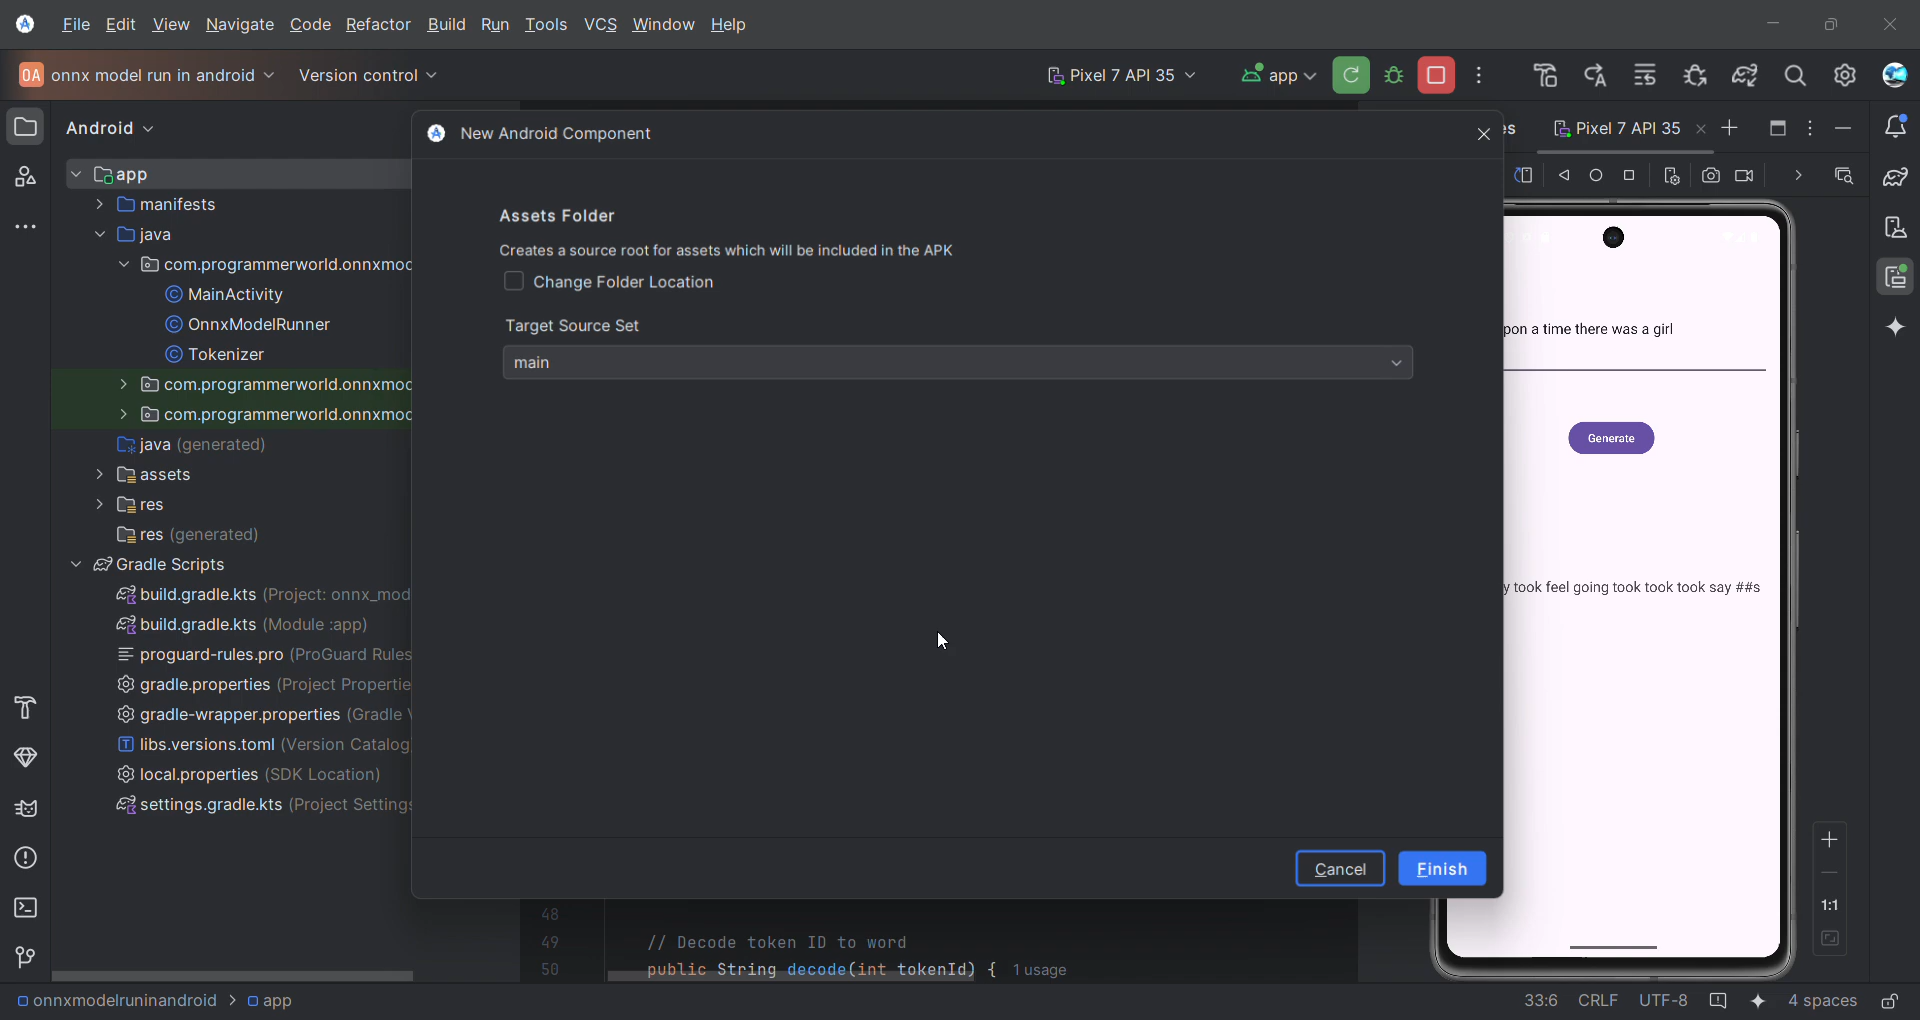 File Edit View Navigate Code Refactor Build Run Tools VCS Window Help
OA onnx model run in android Version control Pixel 7 API 35 app
Android
app
manifests
java
com.programmerworld.onnxmod
MainActivity
OnnxModelRunner
Tokenizer
com.programmerworld.onnxmod
com.programmerworld.onnxmod
java (generated)
assets
res
res (generated)
Gradle Scripts
build.gradle.kts (Project: onnx_mod
build.gradle.kts (Module :app)
proguard-rules.pro (ProGuard Rules
gradle.properties (Project Propertie
gradle-wrapper.properties (Gradle
libs.versions.toml (Version Catalog
local.properties (SDK Location)
settings.gradle.kts (Project Settings
New Android Component
Assets Folder
Creates a source root for assets which will be included in the APK
Change Folder Location
Target Source Set
main
Cancel Finish
48
49 // Decode token ID to word
50 public String decode(int tokenId) { 1 usage
es Pixel 7 API 35
pon a time there was a girl
Generate
y took feel going took took took say ##s
1:1
onnxmodelruninandroid > app 33:6 CRLF UTF-8 4 spaces